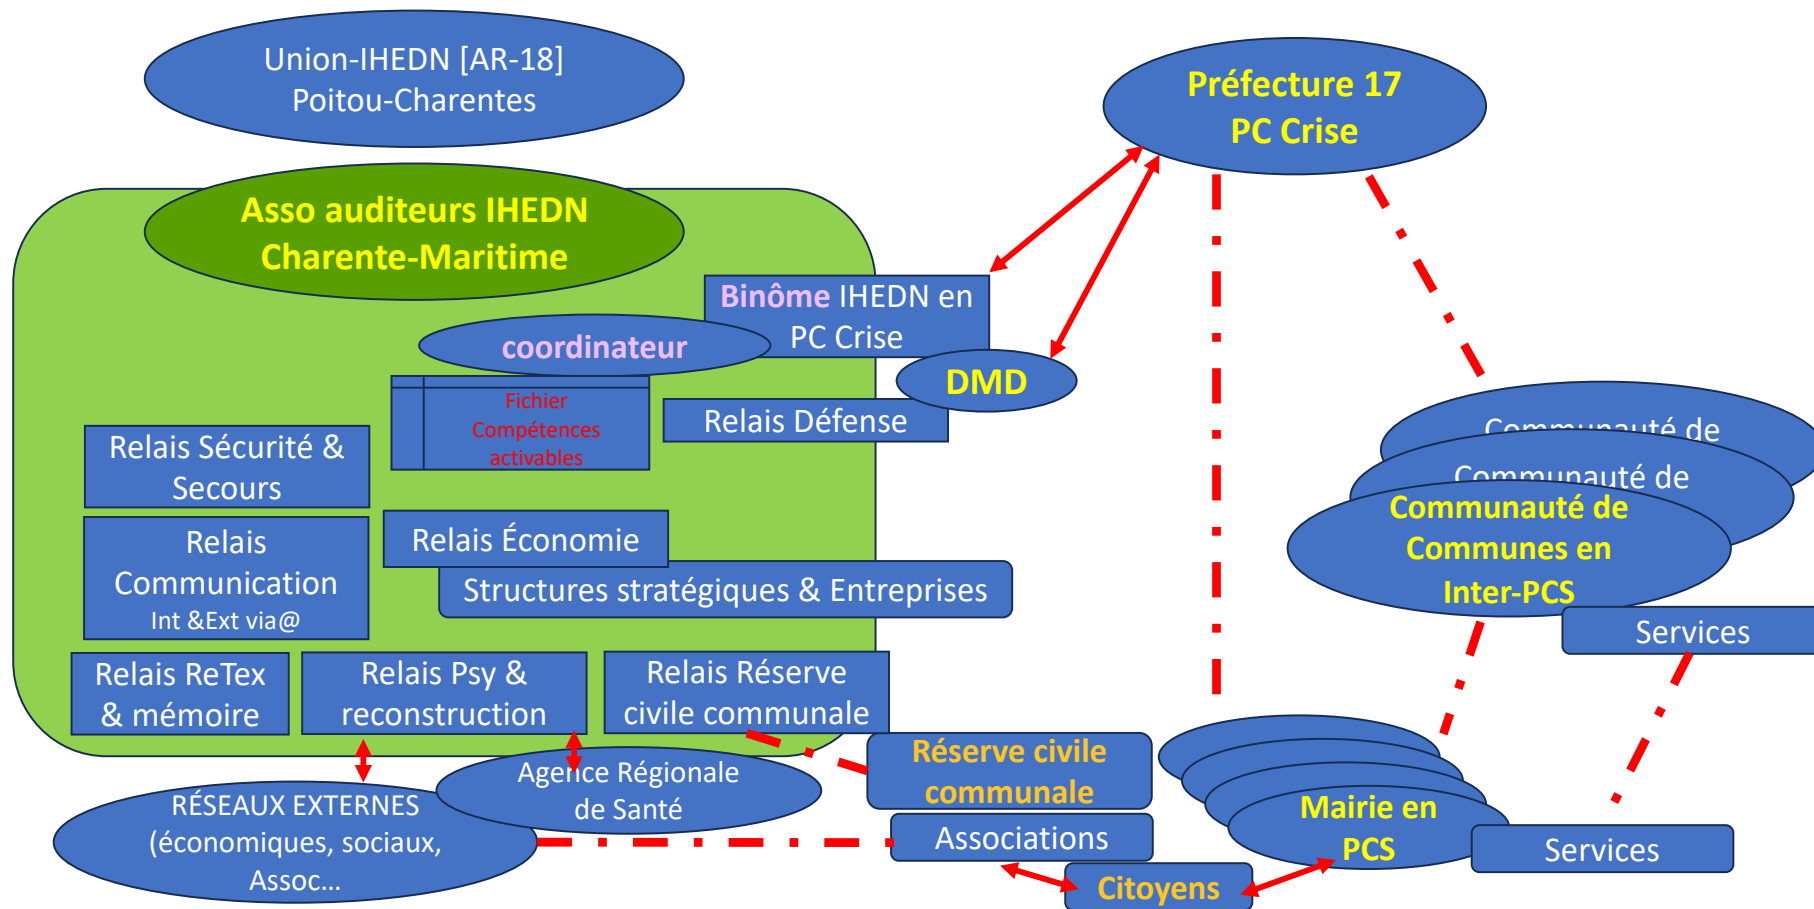 Union-IHEDN [AR-18]
Poitou-Charentes
Préfecture 17
PC Crise
Asso auditeurs IHEDN
Charente-Maritime
Binôme IHEDN en
PC Crise
coordinateur
DMD
Fichier
Compétences
activables
Relais Défense
Relais Sécurité &
Secours
Communauté de
Communauté de
Communauté de
Communes en
Inter-PCS
Relais
Communication
Int &Ext via@
Relais Économie
Structures stratégiques & Entreprises
Services
Relais ReTex
& mémoire
Relais Psy &
reconstruction
Relais Réserve
civile communale
Agence Régionale
de Santé
Réserve civile
communale
RÉSEAUX EXTERNES
(économiques, sociaux,
Assoc...
Associations
Mairie en
PCS
Services
Citoyens